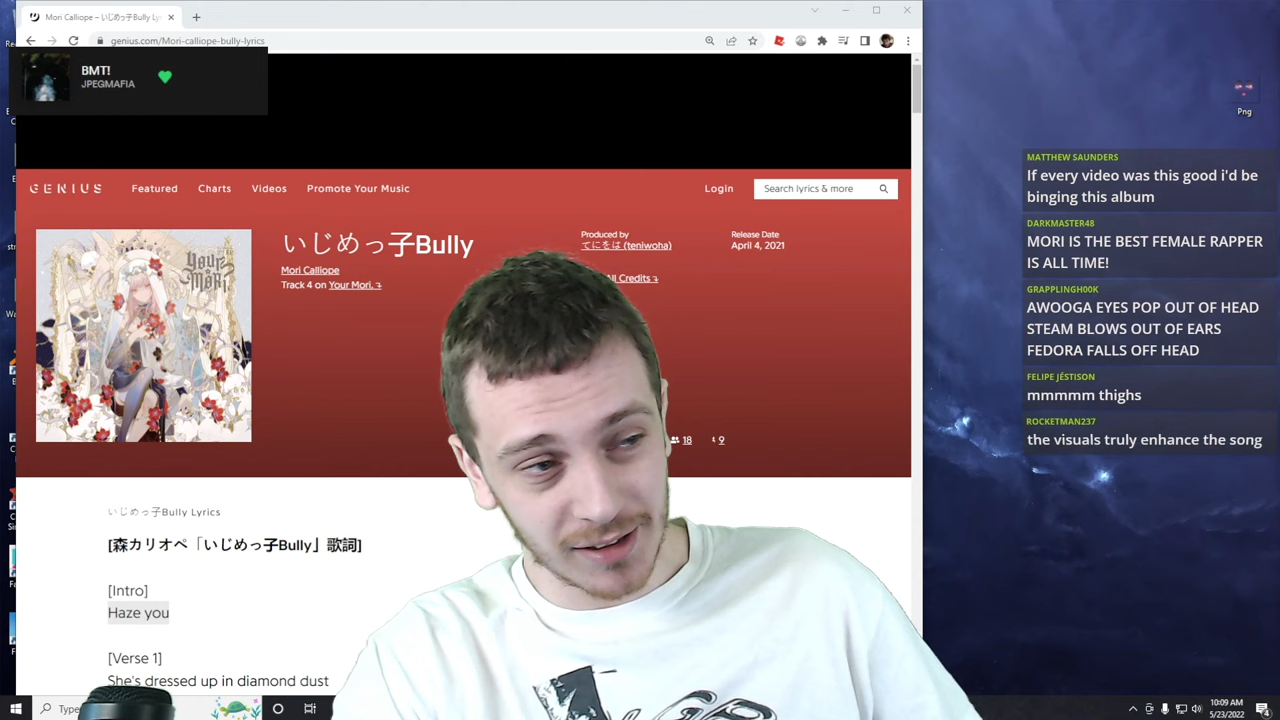 Mori Calliope – いじめっ子Bully Ly
genius.com/Mori-calliope-bully-lyrics
BMT!
JPEGMAFIA
GENIUS
Featured
Charts
Videos
Promote Your Music
Login
Search lyrics & more
いじめっ子Bully
Mori Calliope
Track 4 on Your Mori.
Produced by
てにをは (teniwoha)
All Credits
Release Date
April 4, 2021
your
mori.
18
9
いじめっ子Bully Lyrics
[森カリオペ「いじめっ子Bully」歌詞]
[Intro]
Haze you
[Verse 1]
She's dressed up in diamond dust
Png
MATTHEW SAUNDERS
If every video was this good i'd be
binging this album
DARKMASTER48
MORI IS THE BEST FEMALE RAPPER
IS ALL TIME!
GRAPPLINGH00K
AWOOGA EYES POP OUT OF HEAD
STEAM BLOWS OUT OF EARS
FEDORA FALLS OFF HEAD
FELIPE JÉSTISON
mmmmm thighs
ROCKETMAN237
the visuals truly enhance the song
Type
10:09 AM
5/23/2022